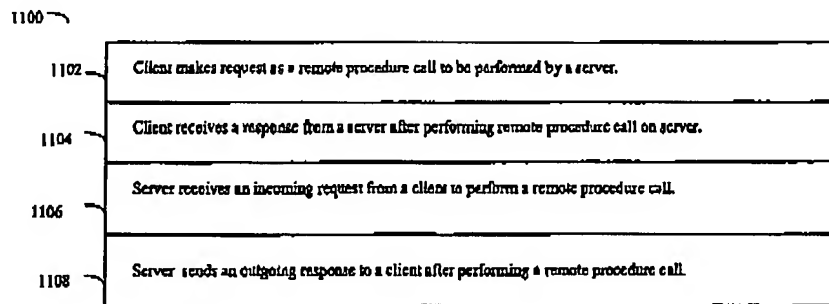 1100
1102 Client makes request as a remote procedure call to be performed by a server.
1104 Client receives a response from a server after performing remote procedure call on server.
1106 Server receives an incoming request from a client to perform a remote procedure call.
1108 Server sends an outgoing response to a client after performing a remote procedure call.